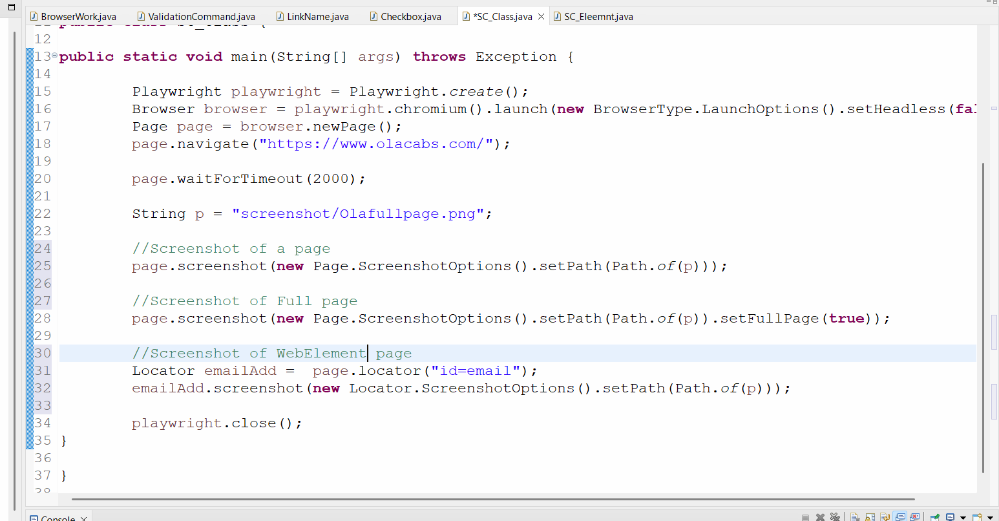 BrowserWork.java ValidationCommand.java LinkName.java Checkbox.java *SC_Class.java SC_Eleemnt.java
12
13 public static void main(String[] args) throws Exception {
14
15 Playwright playwright = Playwright.create();
16 Browser browser = playwright.chromium().launch(new BrowserType.LaunchOptions().setHeadless(fal
17 Page page = browser.newPage();
18 page.navigate("https://www.olacabs.com/");
19
20 page.waitForTimeout(2000);
21
22 String p = "screenshot/Olafullpage.png";
23
24 //Screenshot of a page
25 page.screenshot(new Page.ScreenshotOptions().setPath(Path.of(p)));
26
27 //Screenshot of Full page
28 page.screenshot(new Page.ScreenshotOptions().setPath(Path.of(p)).setFullPage(true));
29
30 //Screenshot of WebElement page
31 Locator emailAdd =  page.locator("id=email");
32 emailAdd.screenshot(new Locator.ScreenshotOptions().setPath(Path.of(p)));
33
34 playwright.close();
35 }
36
37 }
38
Console